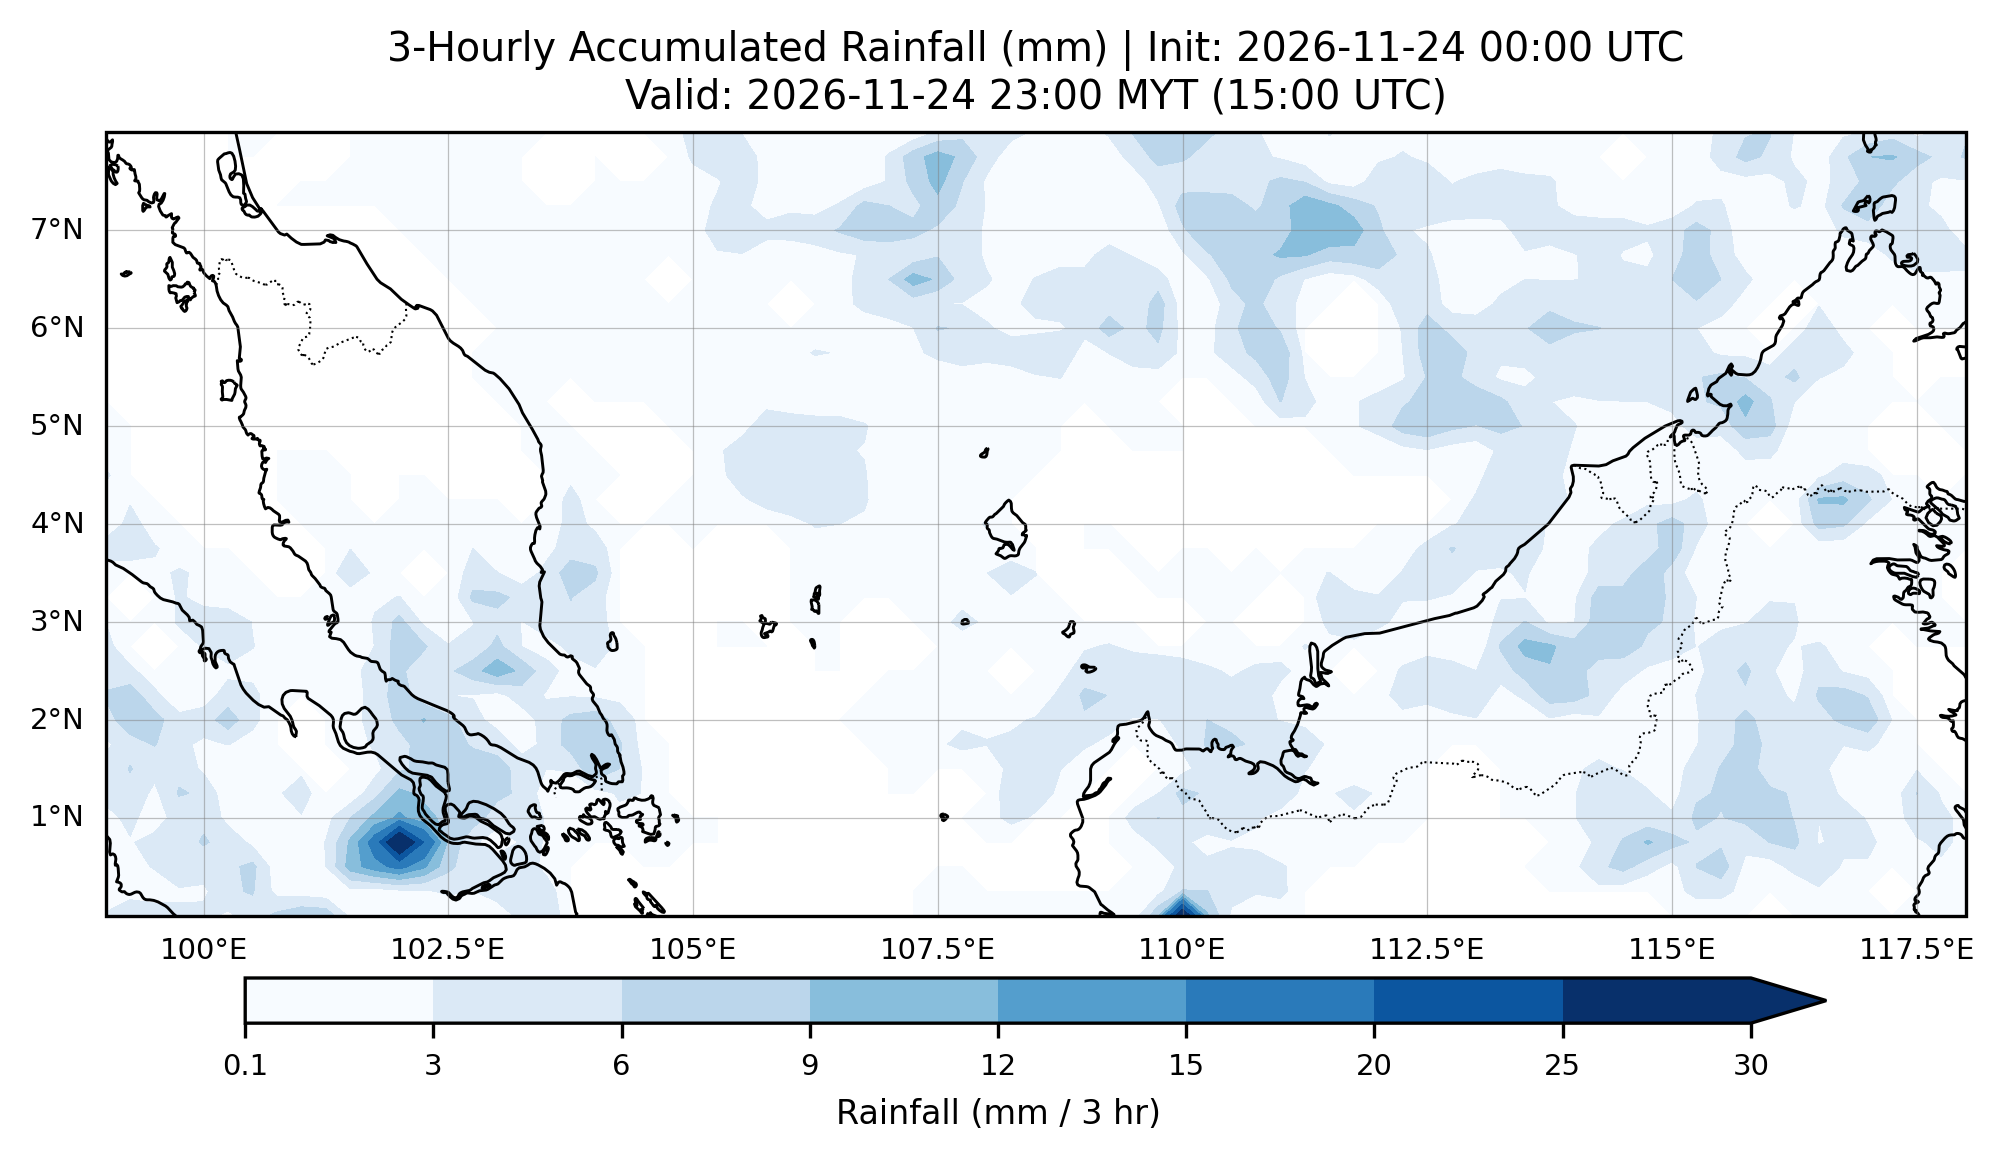 3-Hourly Accumulated Rainfall (mm) | Init: 2026-11-24 00:00 UTC
Valid: 2026-11-24 23:00 MYT (15:00 UTC)
7°N
6°N
5°N
4°N
3°N
2°N
1°N
100°E 102.5°E 105°E 107.5°E 110°E 112.5°E 115°E 117.5°E
0.1 3 6 9 12 15 20 25 30
Rainfall (mm / 3 hr)